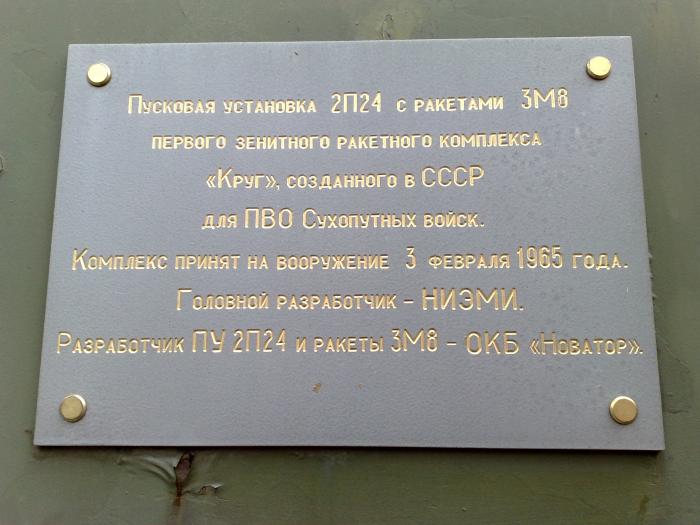 Пусковая установка 2П24 с ракетами 3М8
первого зенитного ракетного комплекса
«Круг», созданного в СССР
для ПВО Сухопутных войск.
Комплекс принят на вооружение 3 февраля 1965 года.
Головной разработчик – НИЭМИ.
Разработчик ПУ 2П24 и ракеты 3М8 – ОКБ «Новатор».